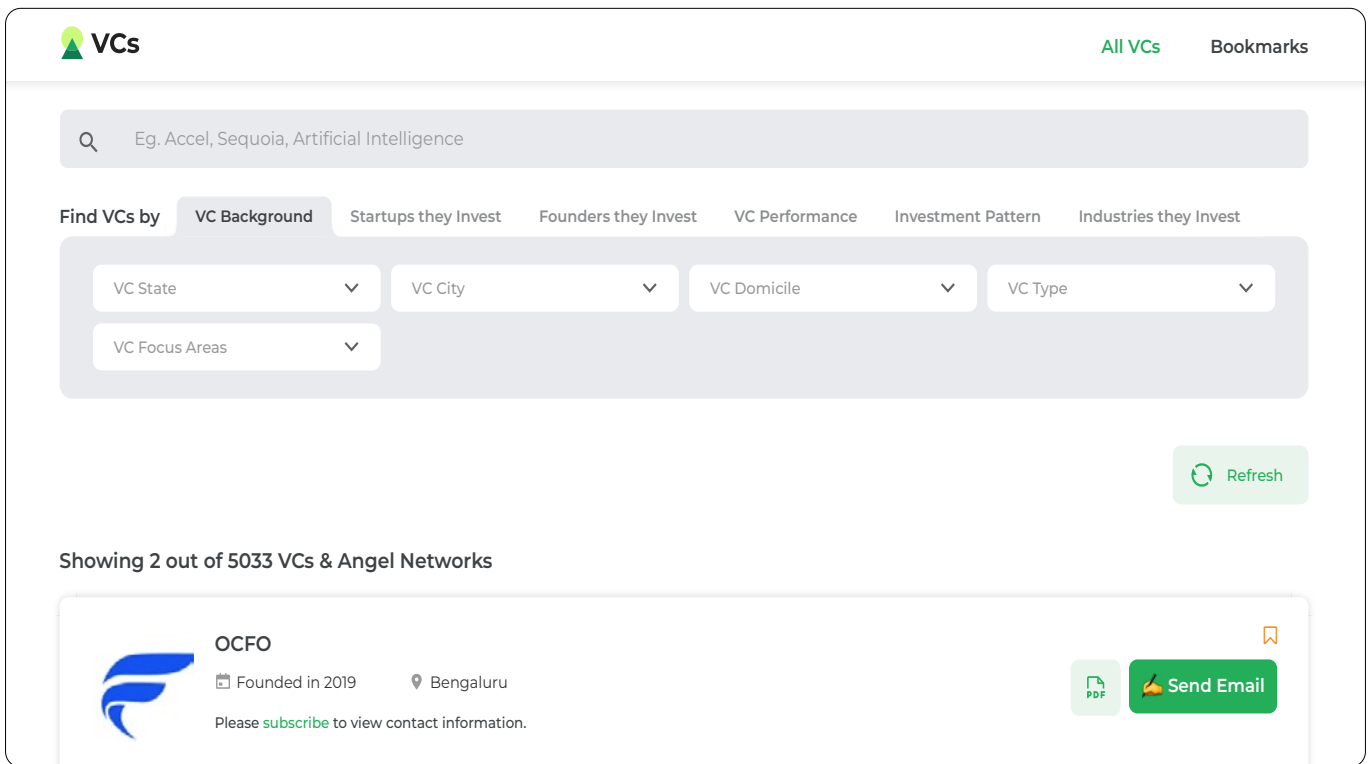 VCs
All VCs Bookmarks
Eg. Accel, Sequoia, Artificial Intelligence
Find VCs by VC Background Startups they Invest Founders they Invest VC Performance Investment Pattern Industries they Invest
VC State VC City VC Domicile VC Type
VC Focus Areas
Refresh
Showing 2 out of 5033 VCs & Angel Networks
OCFO
Founded in 2019 Bengaluru
PDF Send Email
Please subscribe to view contact information.